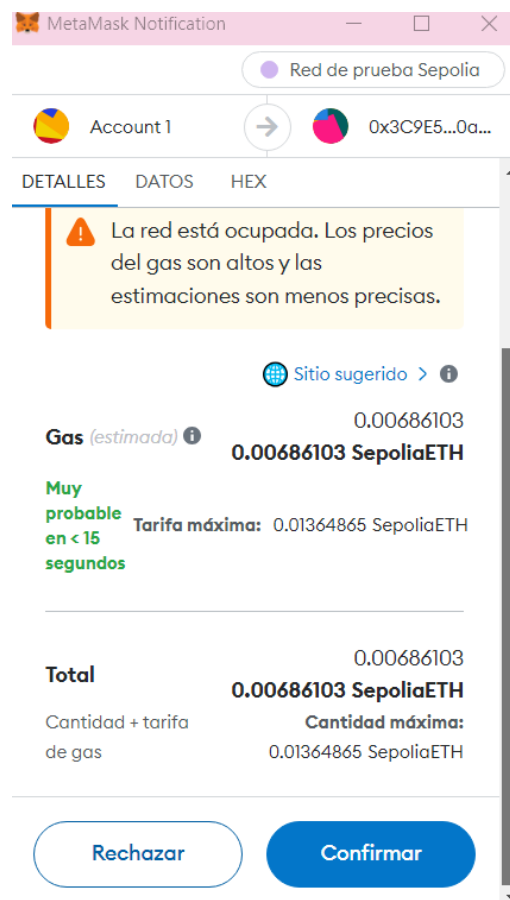 MetaMask Notification
Red de prueba Sepolia
Account 1
0x3C9E5...0a...
DETALLES DATOS HEX
La red está ocupada. Los precios
del gas son altos y las
estimaciones son menos precisas.
Sitio sugerido >
0.00686103
Gas (estimada)
0.00686103 SepoliaETH
Muy
probable
en < 15
segundos
Tarifa máxima: 0.01364865 SepoliaETH
0.00686103
Total
0.00686103 SepoliaETH
Cantidad + tarifa
de gas
Cantidad máxima:
0.01364865 SepoliaETH
Rechazar
Confirmar